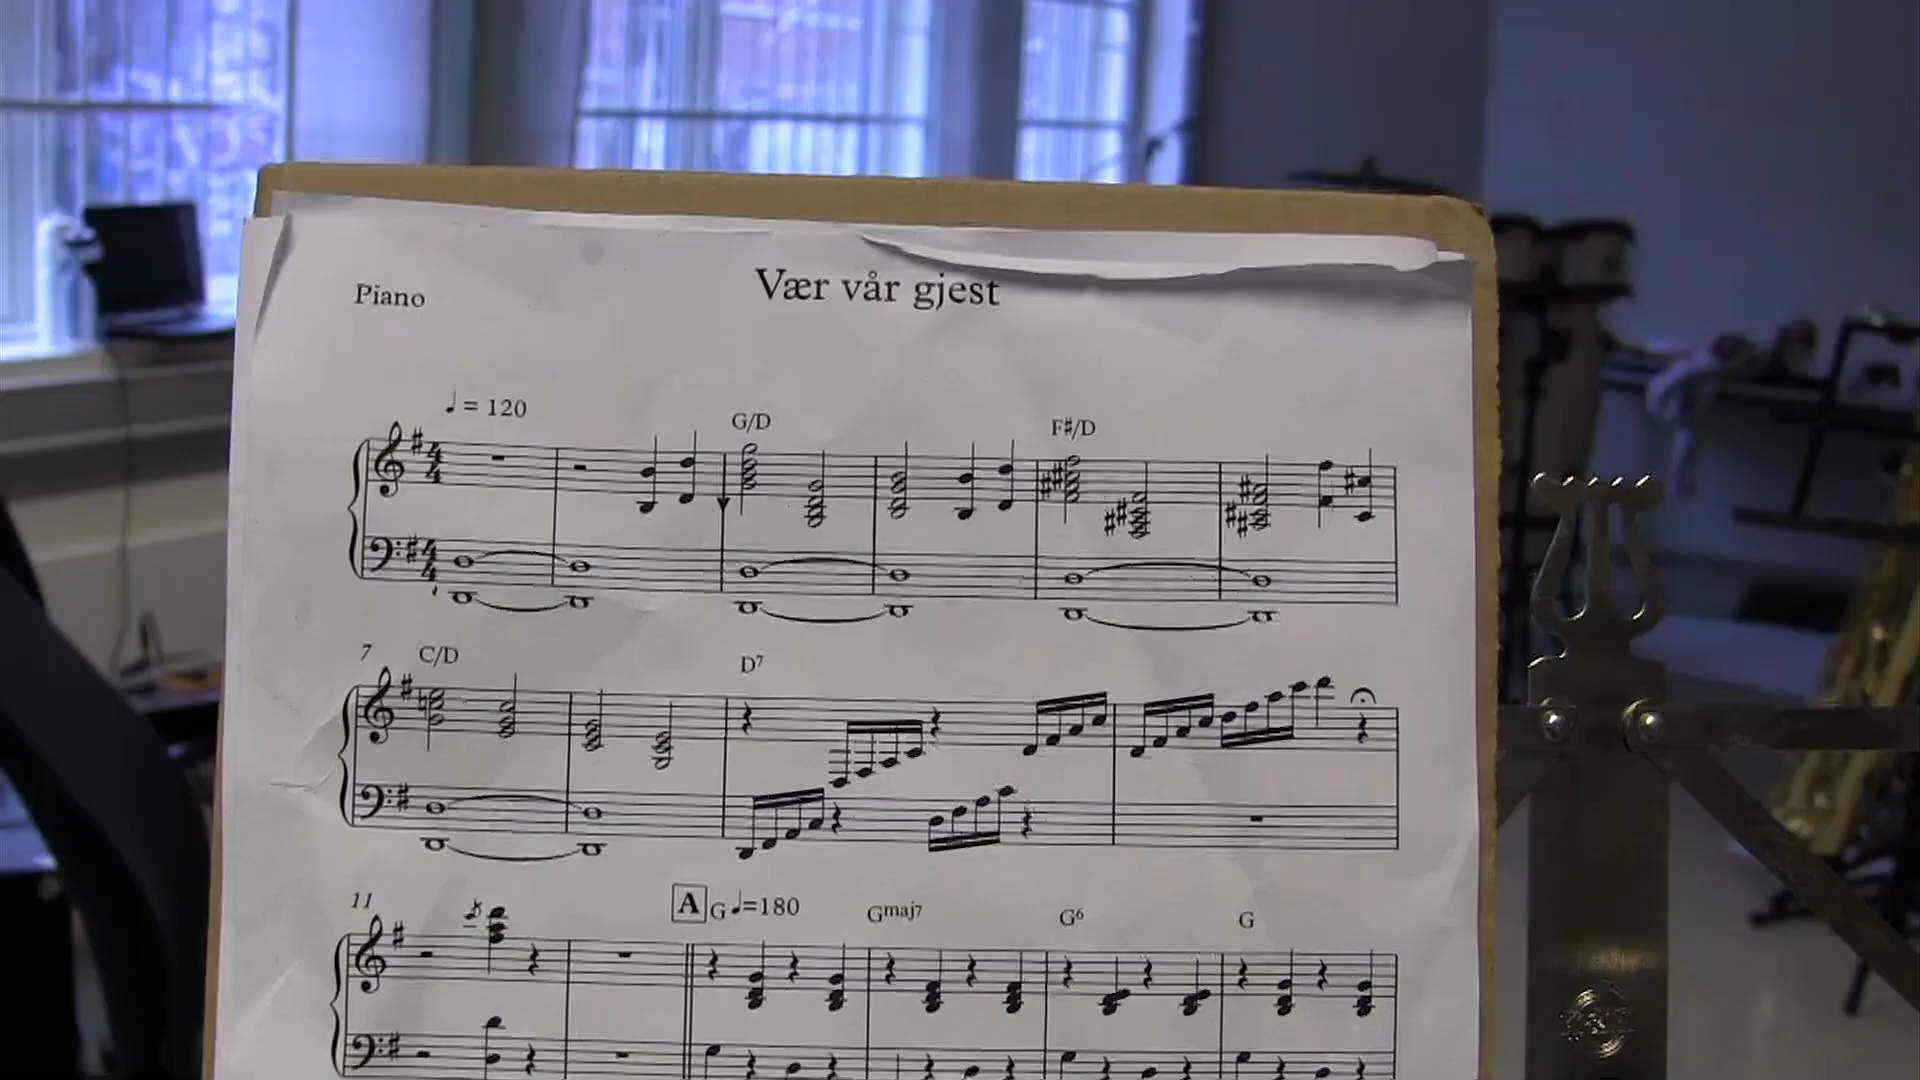 Piano
Vær vår gjest
♩ = 120
G/D F♯/D
7 C/D D7
11 A G ♩=180 Gmaj7 G6 G